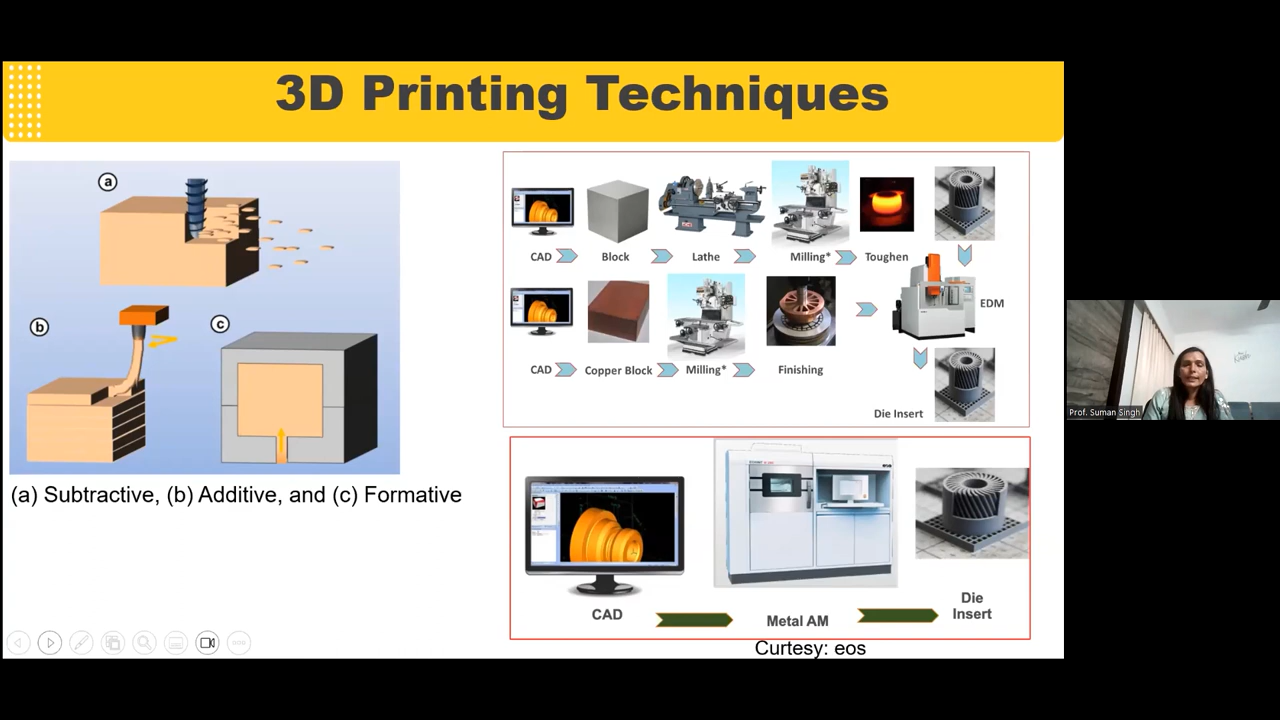 3D Printing Techniques
a
b
c
(a) Subtractive, (b) Additive, and (c) Formative
CAD
Block
Lathe
Milling*
Toughen
EDM
CAD
Copper Block
Milling*
Finishing
Die Insert
CAD
Metal AM
Die
Insert
Curtesy: eos
Prof. Suman Singh